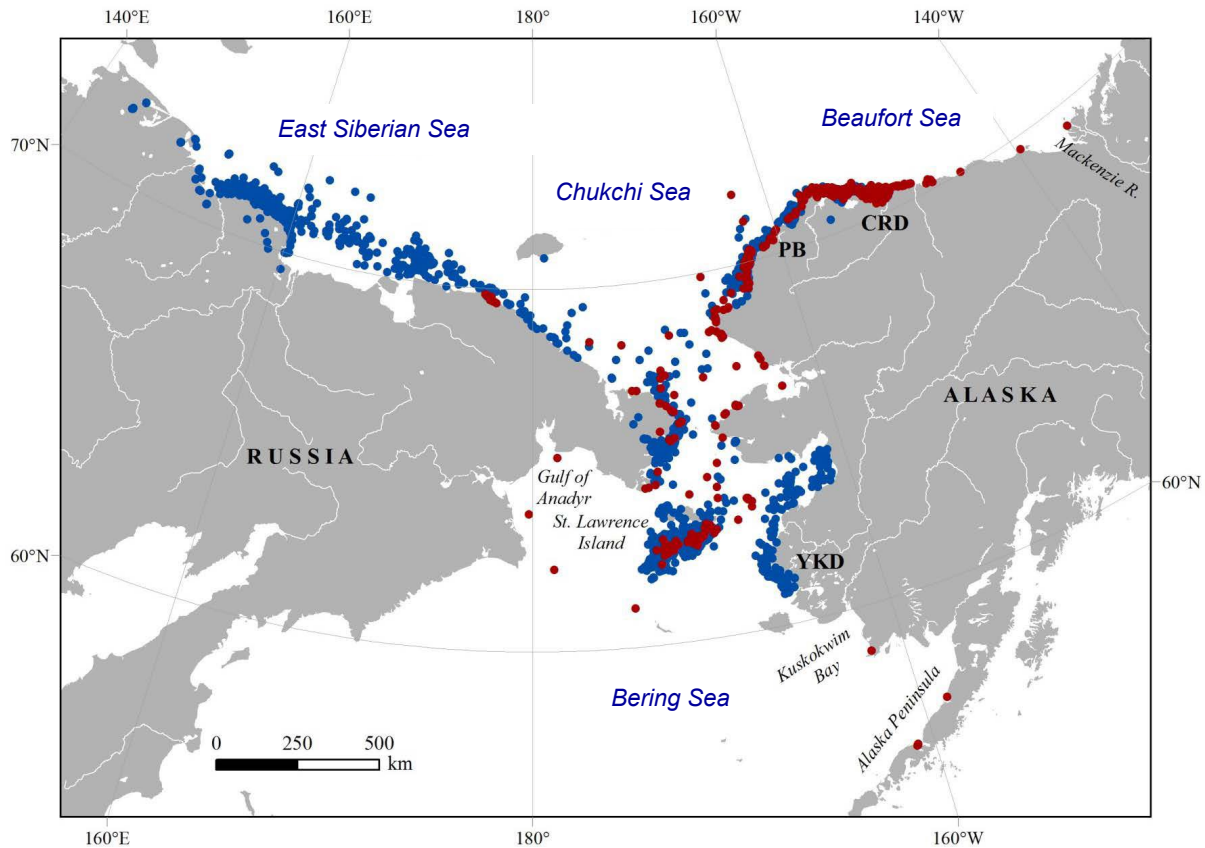 140°E 160°E 180° 160°W 140°W
Beaufort Sea
East Siberian Sea
70°N
Mackenzie R.
Chukchi Sea
CRD
PB
ALASKA
RUSSIA
Gulf of
Anadyr
60°N
St. Lawrence
Island
60°N
YKD
Kuskokwim
Bay
Bering Sea
Alaska Peninsula
0 250 500
km
160°E 180° 160°W